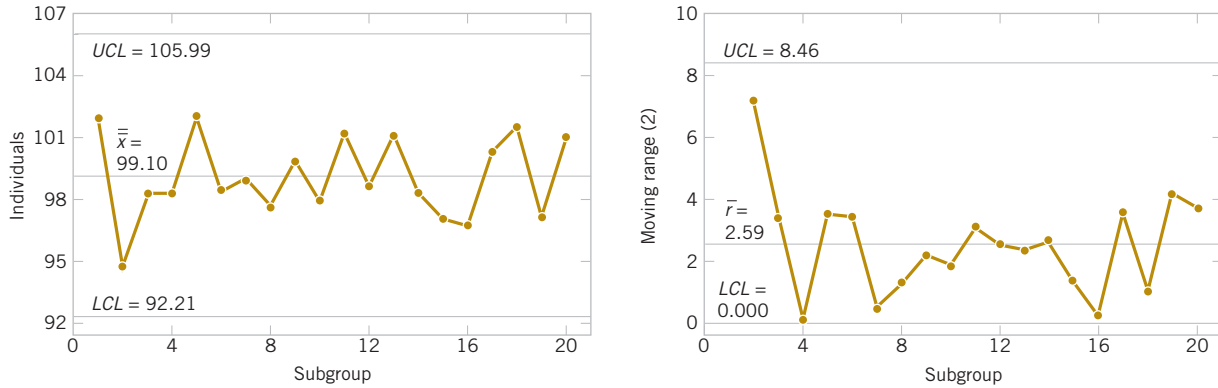 107
104
101
98
95
92
Individuals
UCL = 105.99
x̿ =
99.10
LCL = 92.21
0
4
8
12
16
20
Subgroup
10
8
6
4
2
0
Moving range (2)
UCL = 8.46
r̅ =
2.59
LCL =
0.000
0
4
8
12
16
20
Subgroup